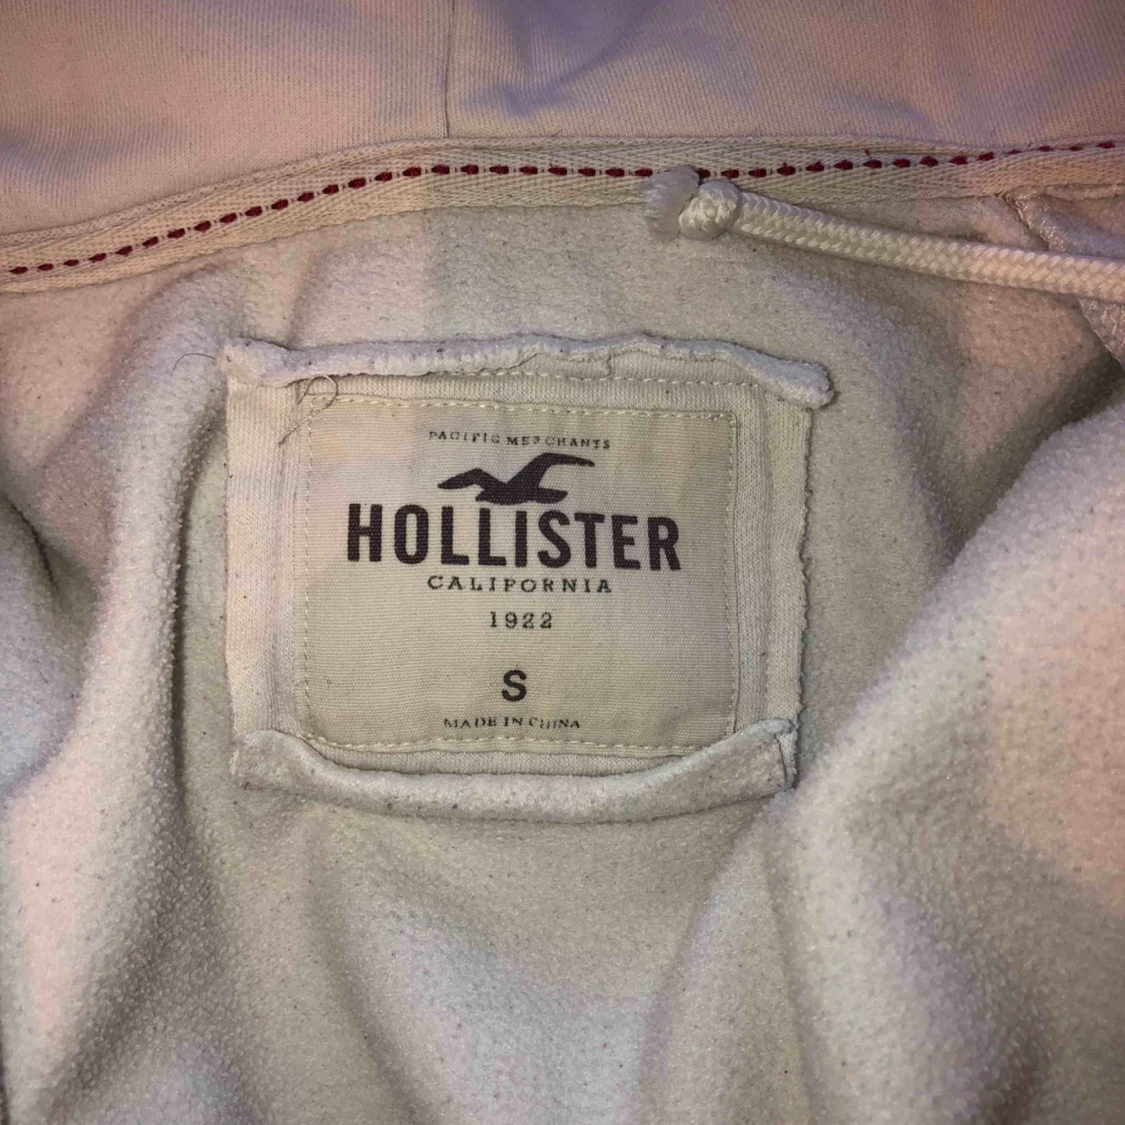 PACIFIC MERCHANTS
HOLLISTER
CALIFORNIA
1922
S
MADE IN CHINA